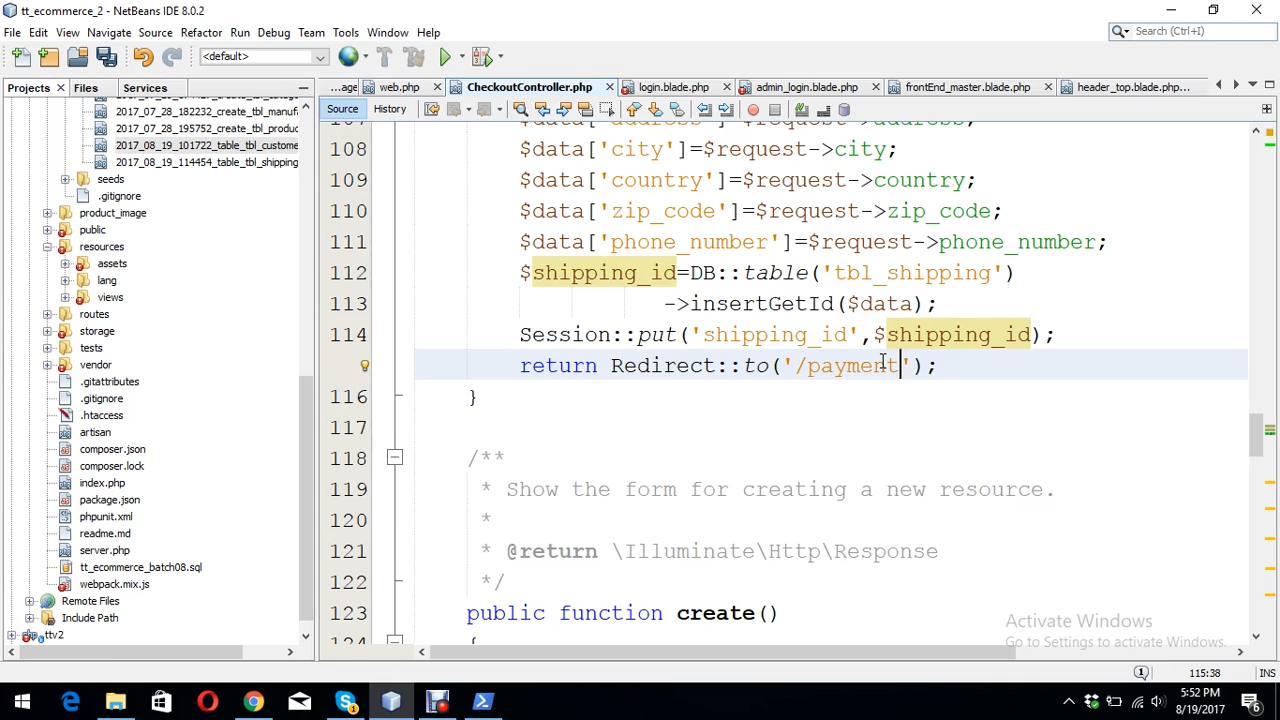 tt_ecommerce_2 - NetBeans IDE 8.0.2
File Edit View Navigate Source Refactor Run Debug Team Tools Window Help
Search (Ctrl+I)
<default>
Projects Files Services
...age web.php CheckoutController.php login.blade.php admin_login.blade.php frontEnd_master.blade.php header_top.blade.php...
Source History
2017_07_28_182232_create_tbl_manuf
2017_07_28_195752_create_tbl_produc
2017_08_19_101722_table_tbl_custome
2017_08_19_114454_table_tbl_shipping
seeds
.gitignore
product_image
public
resources
assets
lang
views
routes
storage
tests
vendor
.gitattributes
.gitignore
.htaccess
artisan
composer.json
composer.lock
index.php
package.json
phpunit.xml
readme.md
server.php
tt_ecommerce_batch08.sql
webpack.mix.js
Remote Files
Include Path
ttv2
107 $data['address']=$request->address;
108 $data['city']=$request->city;
109 $data['country']=$request->country;
110 $data['zip_code']=$request->zip_code;
111 $data['phone_number']=$request->phone_number;
112 $shipping_id=DB::table('tbl_shipping')
113 ->insertGetId($data);
114 Session::put('shipping_id',$shipping_id);
return Redirect::to('/payment');
116 }
117
118 /**
119 * Show the form for creating a new resource.
120 *
121 * @return \Illuminate\Http\Response
122 */
123 public function create()
124 {
Activate Windows
Go to Settings to activate Windows.
1 115:38 INS
5:52 PM
8/19/2017
6